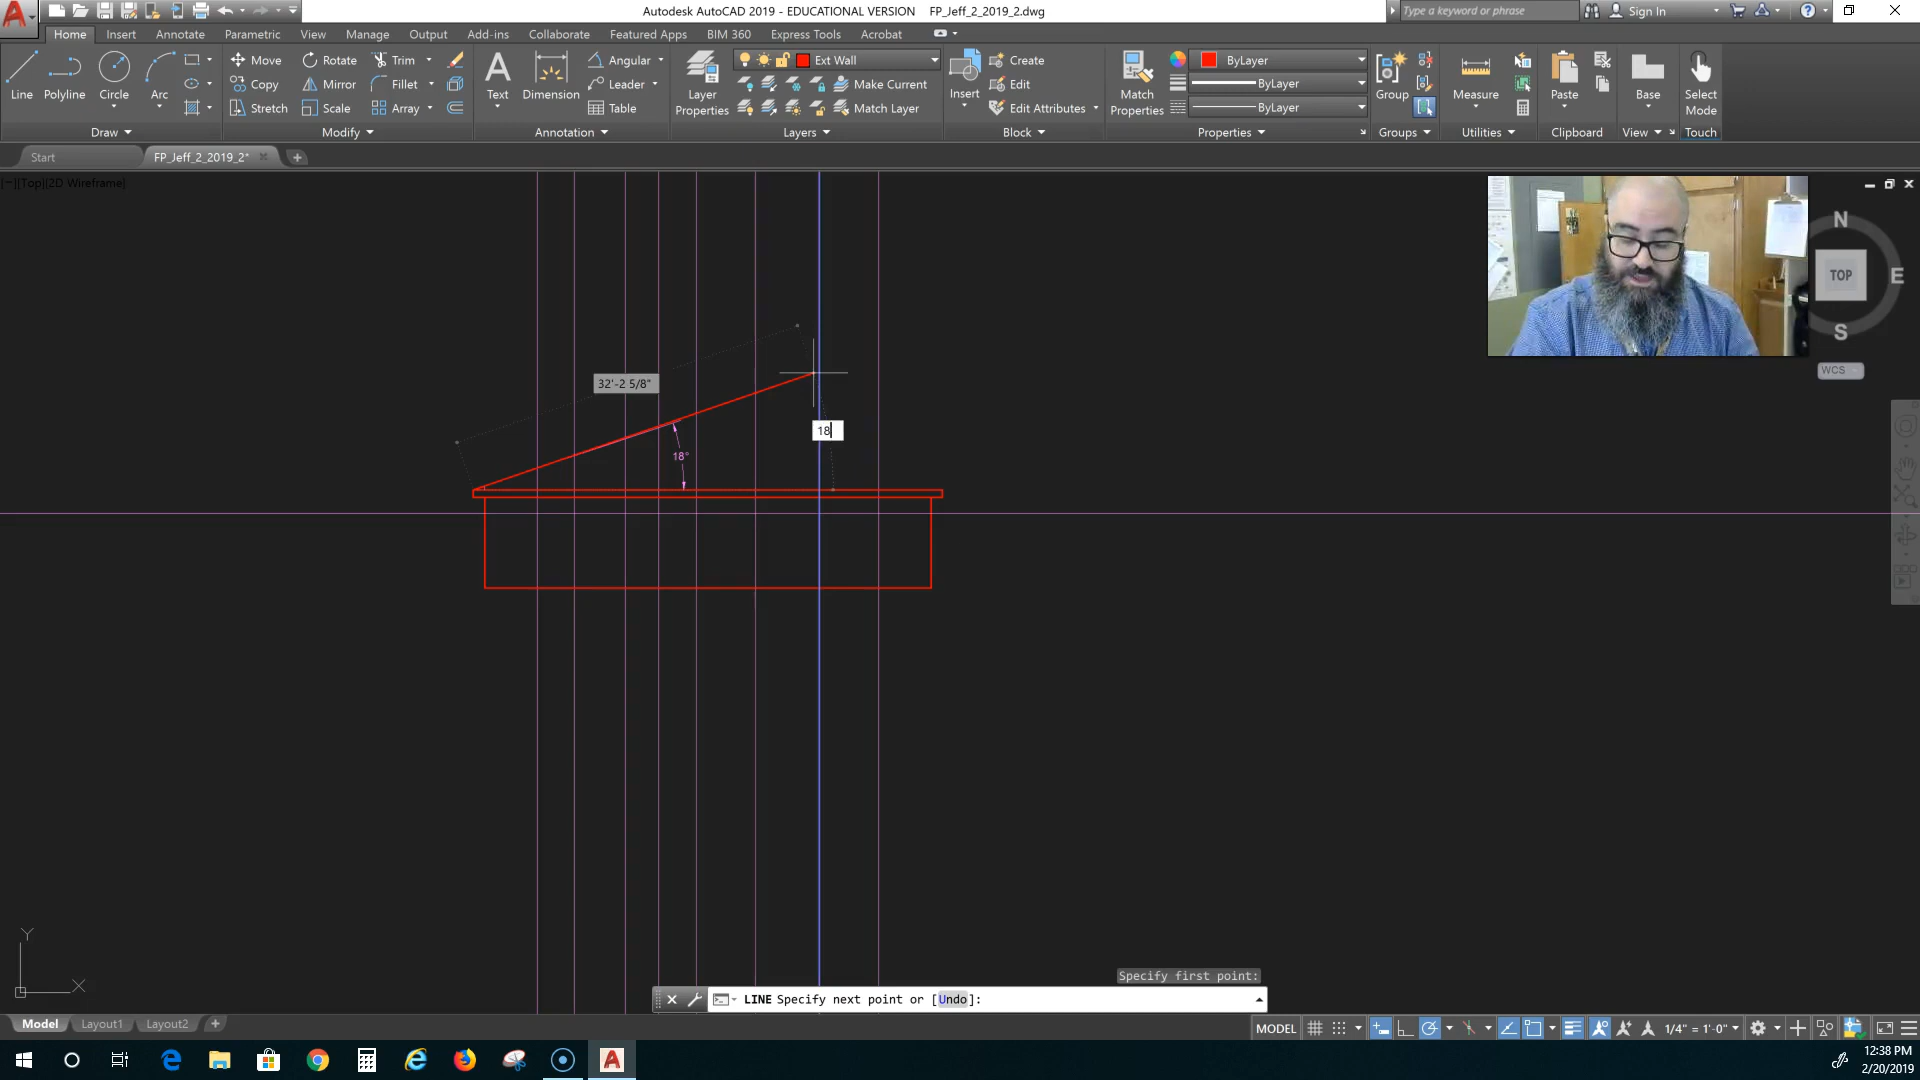 Autodesk AutoCAD 2019 - EDUCATIONAL VERSION FP_Jeff_2_2019_2.dwg
Type a keyword or phrase
Sign In
Home Insert Annotate Parametric View Manage Output Add-ins Collaborate Featured Apps BIM 360 Express Tools Acrobat
Line Polyline Circle Arc
Move Rotate Trim
Copy Mirror Fillet
Stretch Scale Array
Text Dimension
Angular
Leader
Table
Layer Properties
Ext Wall
Make Current
Match Layer
Insert
Create
Edit
Edit Attributes
Match Properties
ByLayer
ByLayer
ByLayer
Group
Measure
Paste
Base
Select Mode
Draw Modify Annotation Layers Block Properties Groups Utilities Clipboard View Touch
Start FP_Jeff_2_2019_2*
[−][Top][2D Wireframe]
N
TOP
E
S
WCS
32'-2 5/8"
18
18°
Y
X
Specify first point:
LINE Specify next point or [Undo]:
Model Layout1 Layout2
MODEL
1/4" = 1'-0"
12:38 PM
2/20/2019